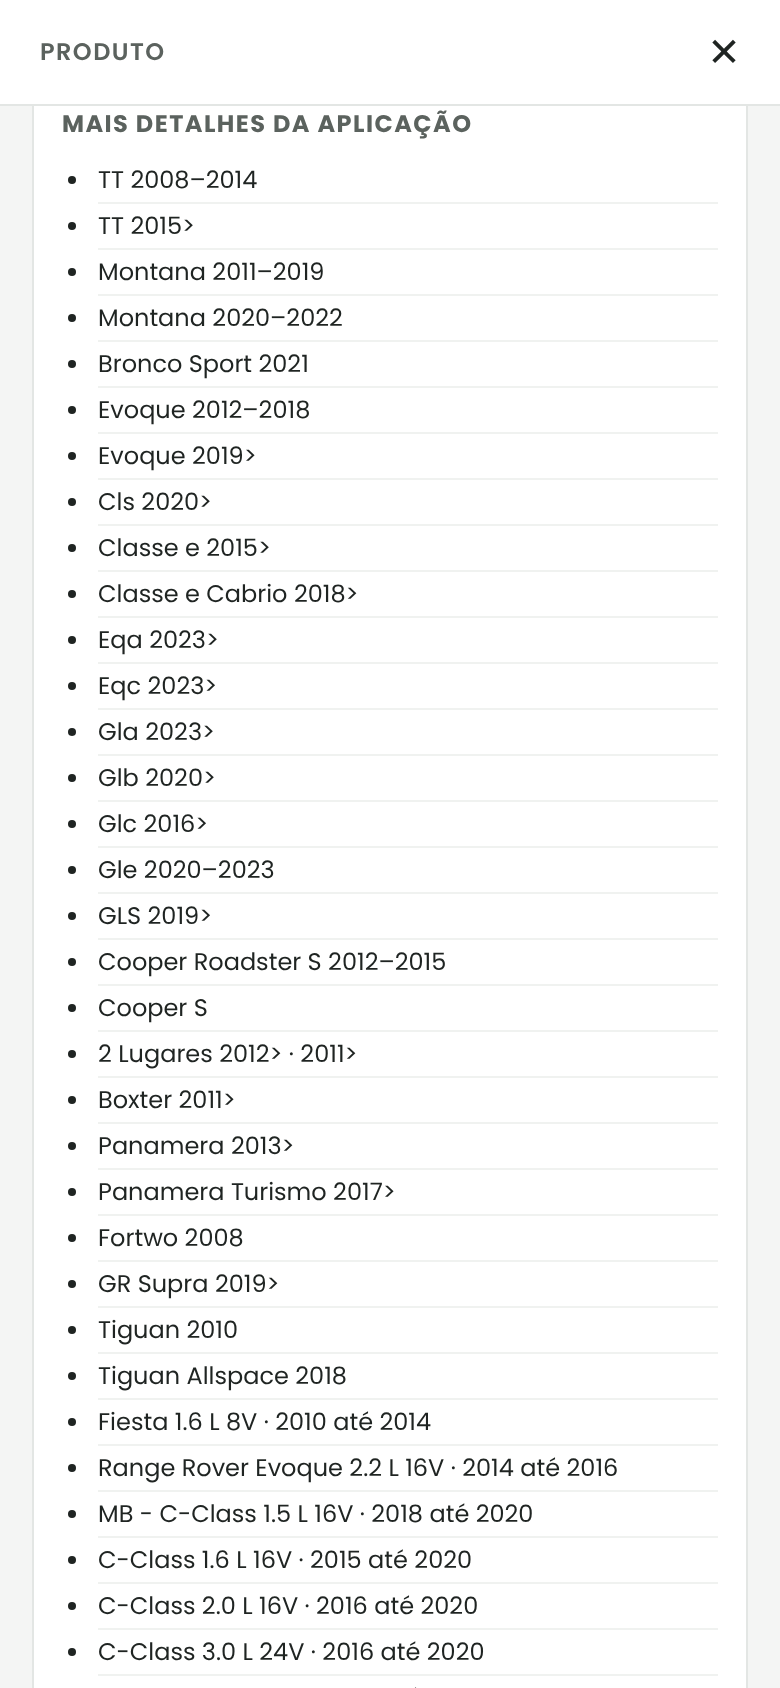 PRODUTO
MAIS DETALHES DA APLICAÇÃO
TT 2008–2014
TT 2015>
Montana 2011–2019
Montana 2020–2022
Bronco Sport 2021
Evoque 2012–2018
Evoque 2019>
Cls 2020>
Classe e 2015>
Classe e Cabrio 2018>
Eqa 2023>
Eqc 2023>
Gla 2023>
Glb 2020>
Glc 2016>
Gle 2020–2023
GLS 2019>
Cooper Roadster S 2012–2015
Cooper S
2 Lugares 2012> · 2011>
Boxter 2011>
Panamera 2013>
Panamera Turismo 2017>
Fortwo 2008
GR Supra 2019>
Tiguan 2010
Tiguan Allspace 2018
Fiesta 1.6 L 8V · 2010 até 2014
Range Rover Evoque 2.2 L 16V · 2014 até 2016
MB - C-Class 1.5 L 16V · 2018 até 2020
C-Class 1.6 L 16V · 2015 até 2020
C-Class 2.0 L 16V · 2016 até 2020
C-Class 3.0 L 24V · 2016 até 2020